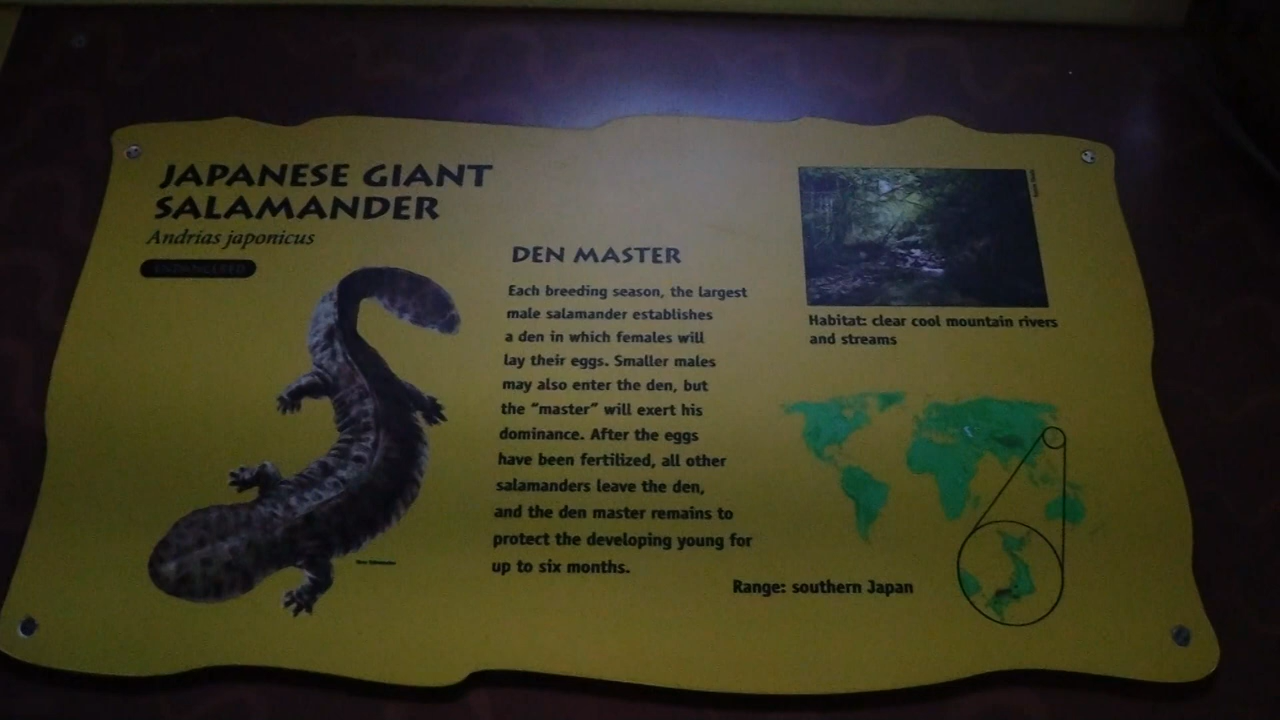 JAPANESE GIANT
SALAMANDER
Andrias japonicus
ENDANGERED
DEN MASTER
Each breeding season, the largest
male salamander establishes
a den in which females will
lay their eggs. Smaller males
may also enter the den, but
the “master” will exert his
dominance. After the eggs
have been fertilized, all other
salamanders leave the den,
and the den master remains to
protect the developing young for
up to six months.
Habitat: clear cool mountain rivers
and streams
Range: southern Japan